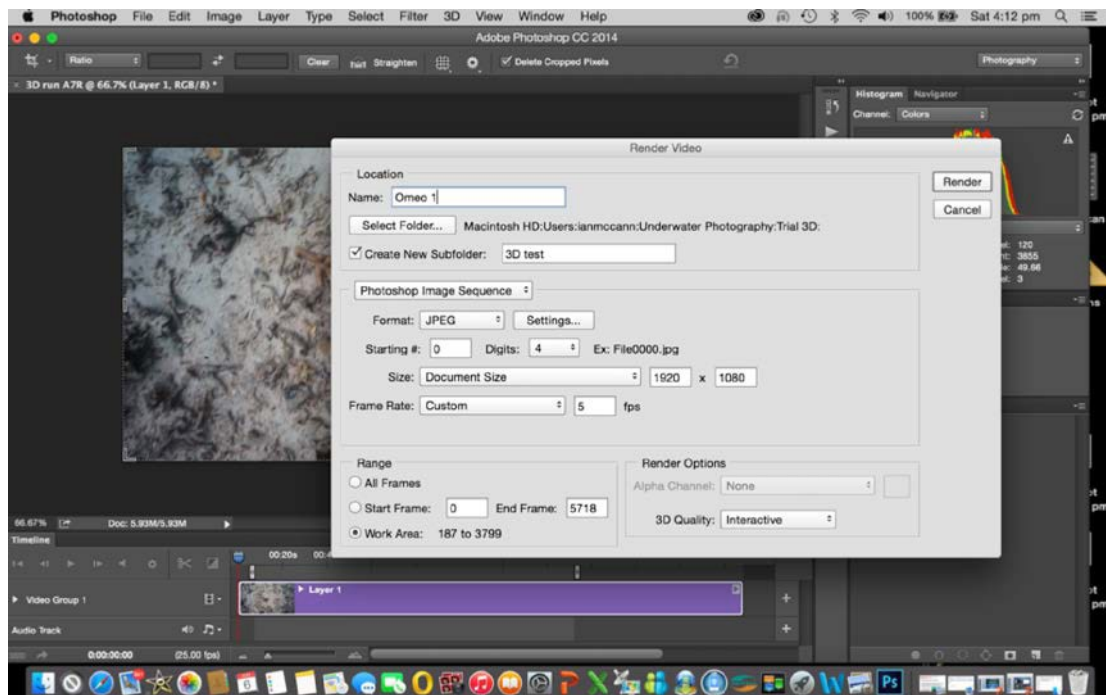 Photoshop File Edit Image Layer Type Select Filter 3D View Window Help 100% Sat 4:12 pm
Adobe Photoshop CC 2014
Ratio Clear Straighten Delete Cropped Pixels Photography
3D run A7R @ 66.7% (Layer 1, RGB/8) *
Histogram Navigator
Channel: Colors
Render Video
Location
Name: Omeo 1
Render
Select Folder... Macintosh HD:Users:ianmccann:Underwater Photography:Trial 3D:
Cancel
Create New Subfolder: 3D test
120
3855
49.66
3
Photoshop Image Sequence
Format: JPEG Settings...
Starting #: 0 Digits: 4 Ex: File0000.jpg
Size: Document Size 1920 x 1080
Frame Rate: Custom 5 fps
Range
All Frames
Start Frame: 0 End Frame: 5718
Work Area: 187 to 3799
Render Options
Alpha Channel: None
3D Quality: Interactive
66.67% Doc: 5.93M/5.93M
Timeline
00:20s
Video Group 1 Layer 1
Audio Track
0:00:00:00 (25.00 fps)
6
Ps